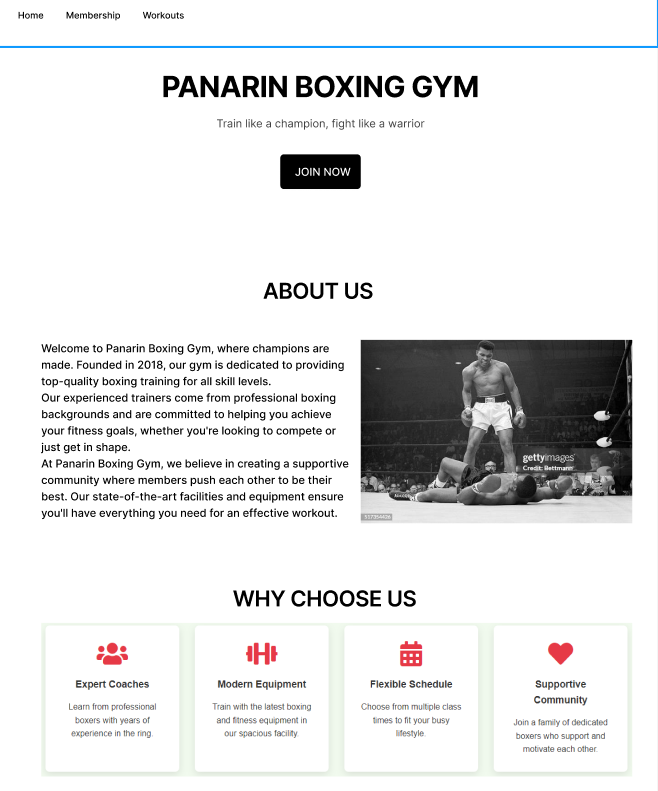 Home Membership Workouts
PANARIN BOXING GYM
Train like a champion, fight like a warrior
JOIN NOW
ABOUT US
Welcome to Panarin Boxing Gym, where champions are
made. Founded in 2018, our gym is dedicated to providing
top-quality boxing training for all skill levels.
Our experienced trainers come from professional boxing
backgrounds and are committed to helping you achieve
your fitness goals, whether you're looking to compete or
just get in shape.
At Panarin Boxing Gym, we believe in creating a supportive
community where members push each other to be their
best. Our state-of-the-art facilities and equipment ensure
you'll have everything you need for an effective workout.
gettyimages
Credit: Bettmann
WHY CHOOSE US
Expert Coaches
Learn from professional
boxers with years of
experience in the ring.
Modern Equipment
Train with the latest boxing
and fitness equipment in
our spacious facility.
Flexible Schedule
Choose from multiple class
times to fit your busy
lifestyle.
Supportive
Community
Join a family of dedicated
boxers who support and
motivate each other.